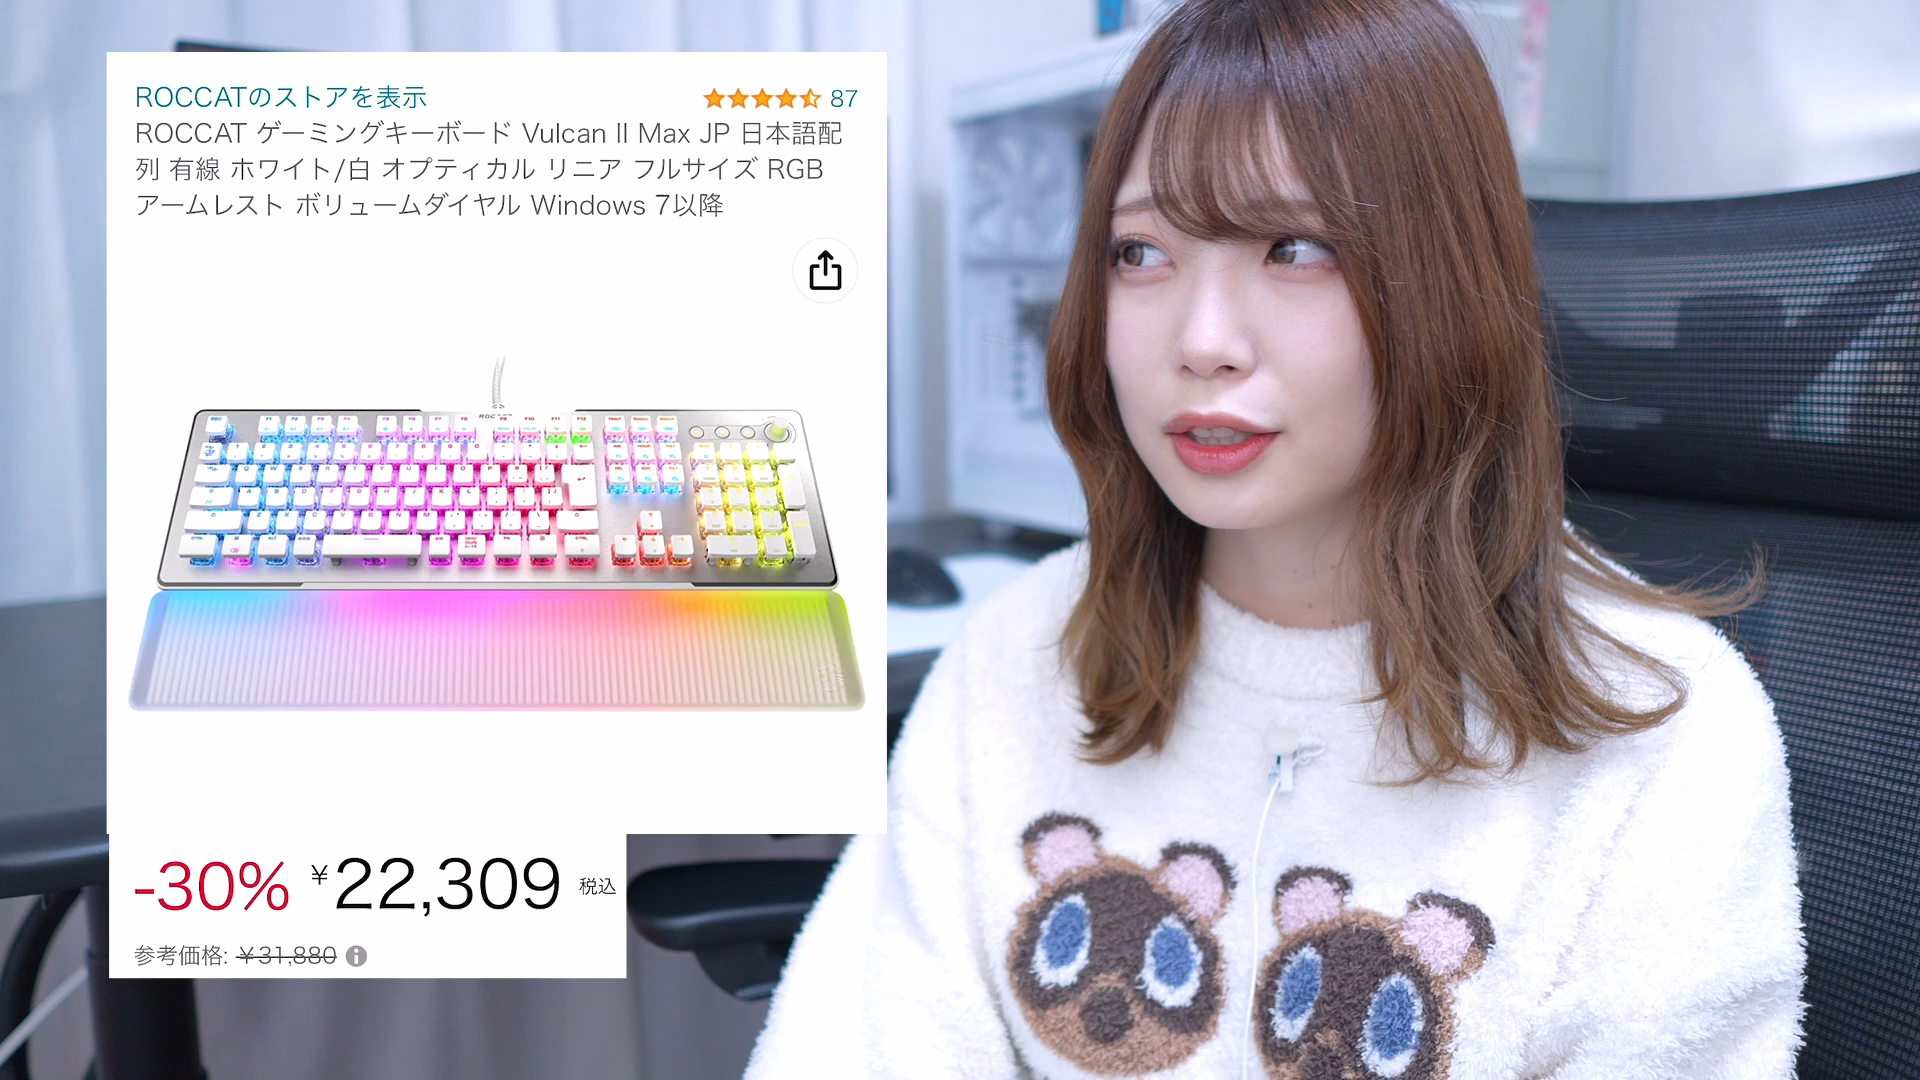 ROCCATのストアを表示 87
ROCCAT ゲーミングキーボード Vulcan II Max JP 日本語配
列 有線 ホワイト/白 オプティカル リニア フルサイズ RGB
アームレスト ボリュームダイヤル Windows 7以降
-30% ¥22,309 税込
参考価格: ¥31,880